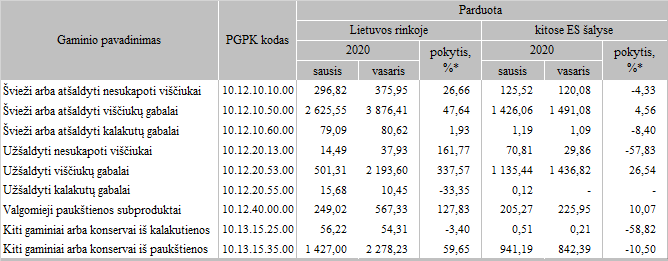 Gaminio pavadinimas PGPK kodas Parduota
Lietuvos rinkoje kitose ES šalyse
2020 pokytis, %* 2020 pokytis, %*
sausis vasaris sausis vasaris
Švieži arba atšaldyti nesukapoti viščiukai 10.12.10.10.00 296,82 375,95 26,66 125,52 120,08 -4,33
Švieži arba atšaldyti viščiukų gabalai 10.12.10.50.00 2 625,55 3 876,41 47,64 1 426,06 1 491,08 4,56
Švieži arba atšaldyti kalakutų gabalai 10.12.10.60.00 79,09 80,62 1,93 1,19 1,09 -8,40
Užšaldyti nesukapoti viščiukai 10.12.20.13.00 14,49 37,93 161,77 70,81 29,86 -57,83
Užšaldyti viščiukų gabalai 10.12.20.53.00 501,31 2 193,60 337,57 1 135,44 1 436,82 26,54
Užšaldyti kalakutų gabalai 10.12.20.55.00 15,68 10,45 -33,35 0,12 - -
Valgomieji paukštienos subproduktai 10.12.40.00.00 249,02 567,33 127,83 205,27 225,95 10,07
Kiti gaminiai arba konservai iš kalakutienos 10.13.15.25.00 56,22 54,31 -3,40 0,51 0,21 -58,82
Kiti gaminiai arba konservai iš paukštienos 10.13.15.35.00 1 427,00 2 278,23 59,65 941,19 842,39 -10,50